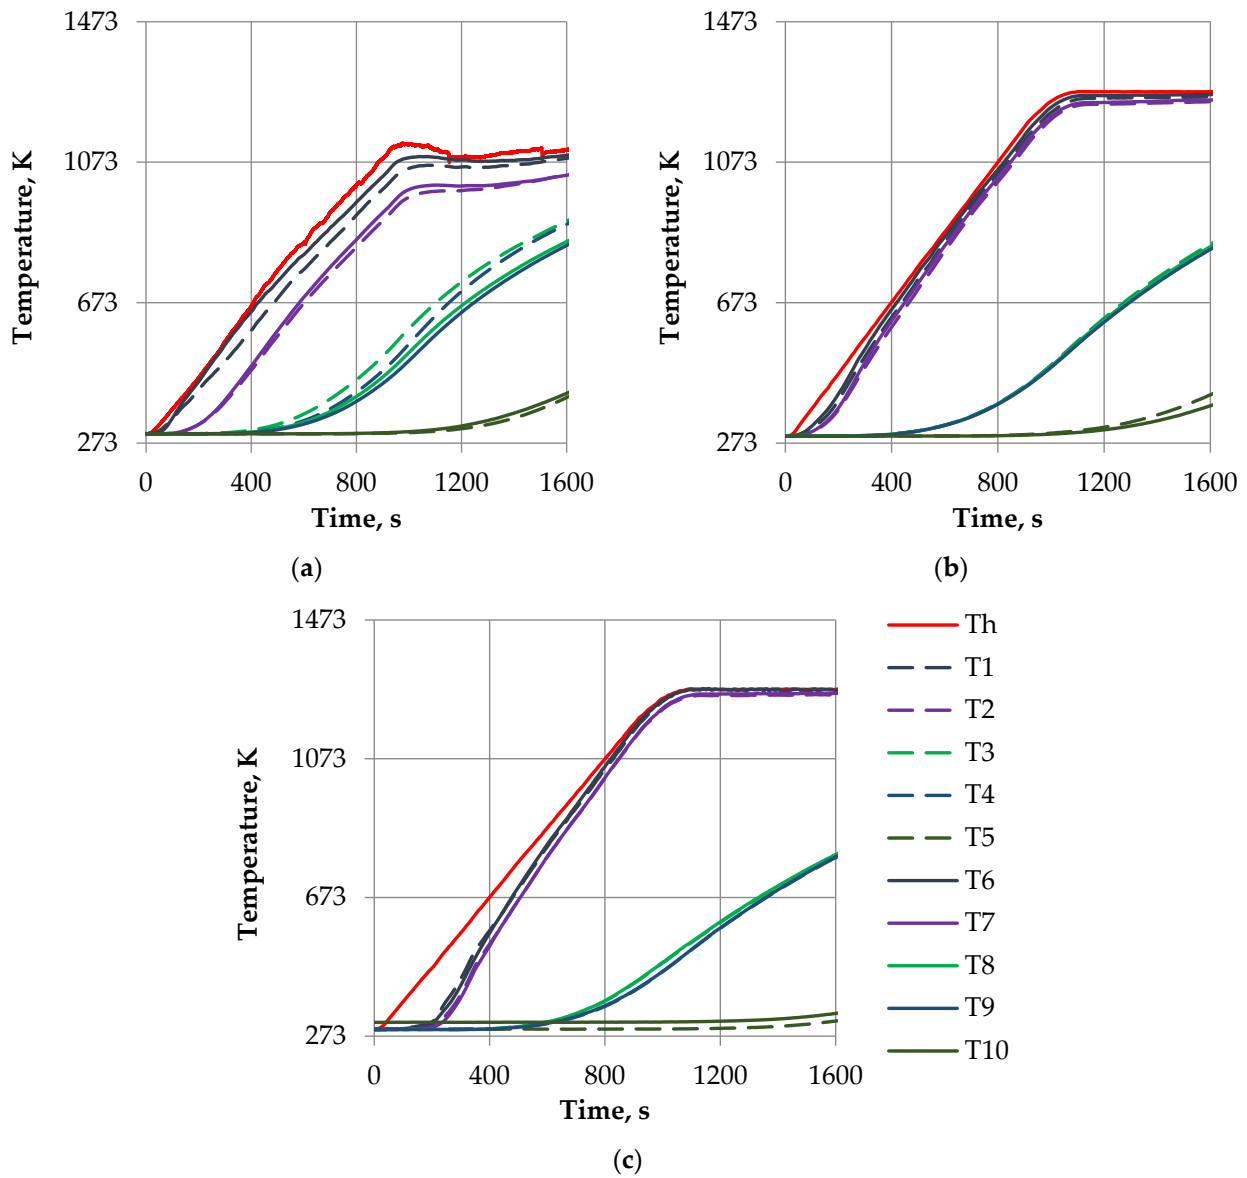 1473
1073
673
273
Temperature, K
0 400 800 1200 1600
Time, s
(a)
1473
1073
673
273
Temperature, K
0 400 800 1200 1600
Time, s
(b)
1473
1073
673
273
Temperature, K
0 400 800 1200 1600
Time, s
(c)
Th
T1
T2
T3
T4
T5
T6
T7
T8
T9
T10